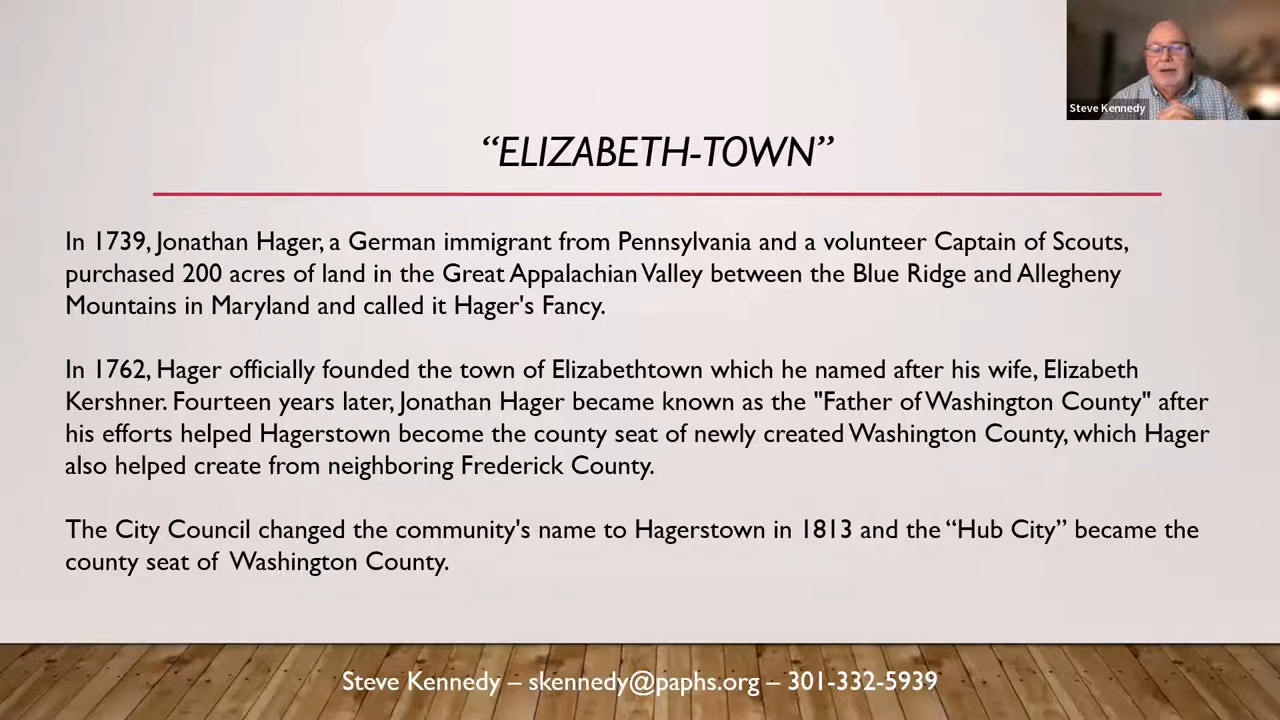 Steve Kennedy
“ELIZABETH-TOWN”
In 1739, Jonathan Hager, a German immigrant from Pennsylvania and a volunteer Captain of Scouts,
purchased 200 acres of land in the Great Appalachian Valley between the Blue Ridge and Allegheny
Mountains in Maryland and called it Hager's Fancy.
In 1762, Hager officially founded the town of Elizabethtown which he named after his wife, Elizabeth
Kershner. Fourteen years later, Jonathan Hager became known as the "Father of Washington County" after
his efforts helped Hagerstown become the county seat of newly created Washington County, which Hager
also helped create from neighboring Frederick County.
The City Council changed the community's name to Hagerstown in 1813 and the “Hub City” became the
county seat of Washington County.
Steve Kennedy – skennedy@paphs.org – 301-332-5939